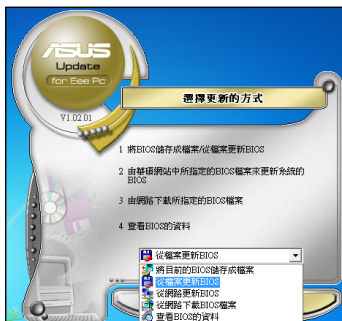 ASUS
Update
for Eee Pc
V1.02.01
選擇更新的方式
1 將BIOS儲存成檔案/從檔案更新BIOS
2 由華碩網站中所指定的BIOS檔案來更新系統的
BIOS
3 由網路下載所指定的BIOS檔案
4 查看BIOS的資料
從檔案更新BIOS
將目前的BIOS儲存成檔案
從檔案更新BIOS
從網路更新BIOS
從網路下載BIOS檔案
查看BIOS的資料